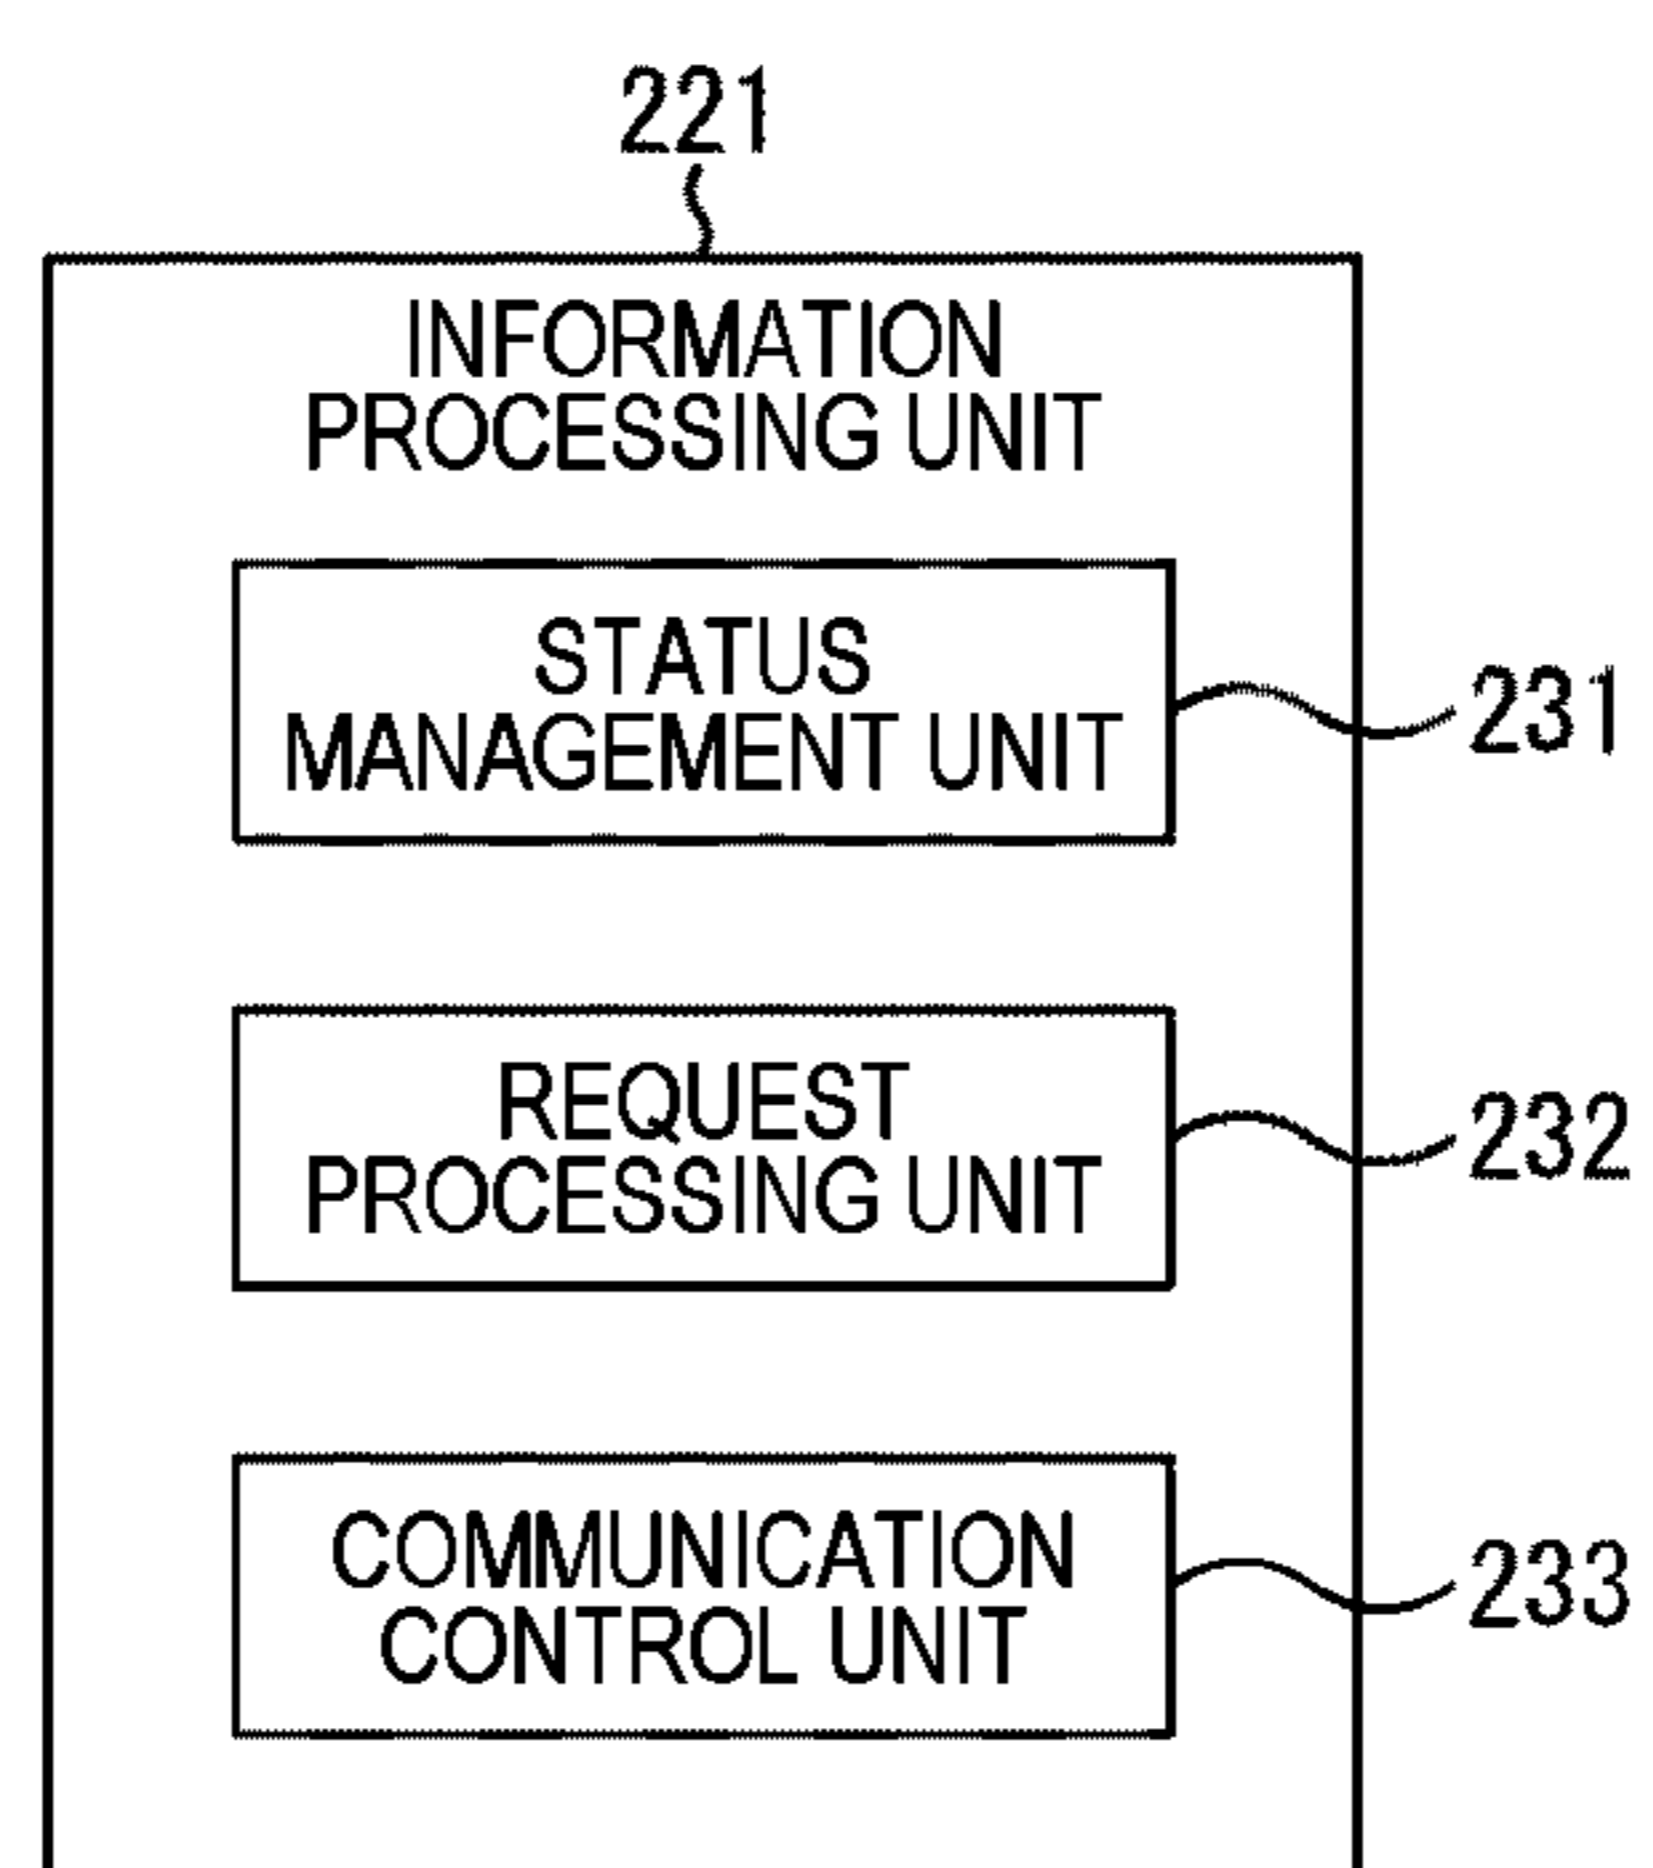 221
INFORMATION
PROCESSING UNIT
STATUS
MANAGEMENT UNIT
231
REQUEST
PROCESSING UNIT
232
COMMUNICATION
CONTROL UNIT
233